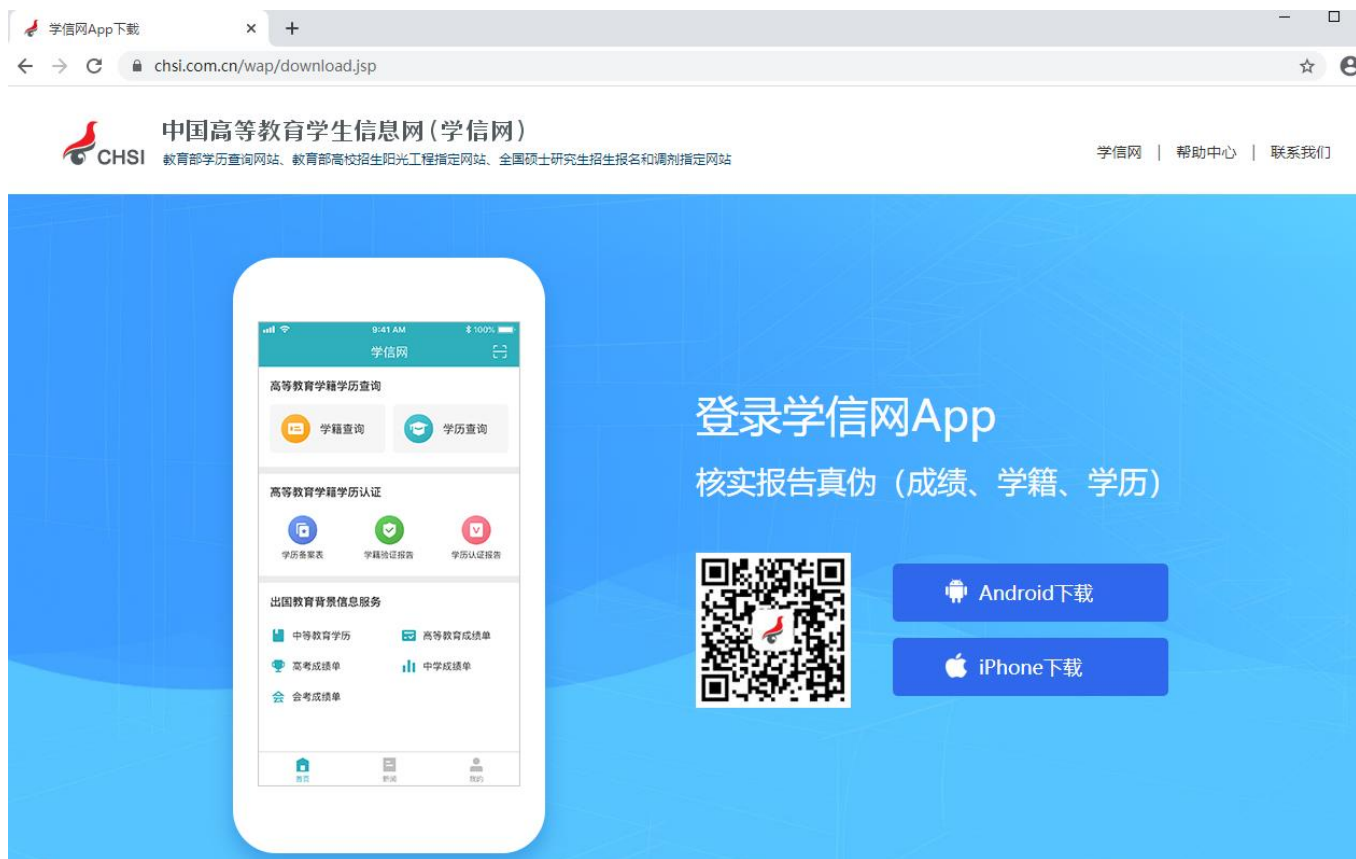 学信网App下载
chsi.com.cn/wap/download.jsp
CHSI
中国高等教育学生信息网(学信网)
教育部学历查询网站、教育部高校招生阳光工程指定网站、全国硕士研究生招生报名和调剂指定网站
学信网 | 帮助中心 | 联系我们
9:41 AM 100%
学信网
高等教育学籍学历查询
学籍查询 学历查询
高等教育学籍学历认证
学历备案表 学籍验证报告 学历认证报告
出国教育背景信息服务
中等教育学历 高等教育成绩单
高考成绩单 中学成绩单
会 会考成绩单
首页 新闻 我的
登录学信网App
核实报告真伪（成绩、学籍、学历）
Android下载
iPhone下载